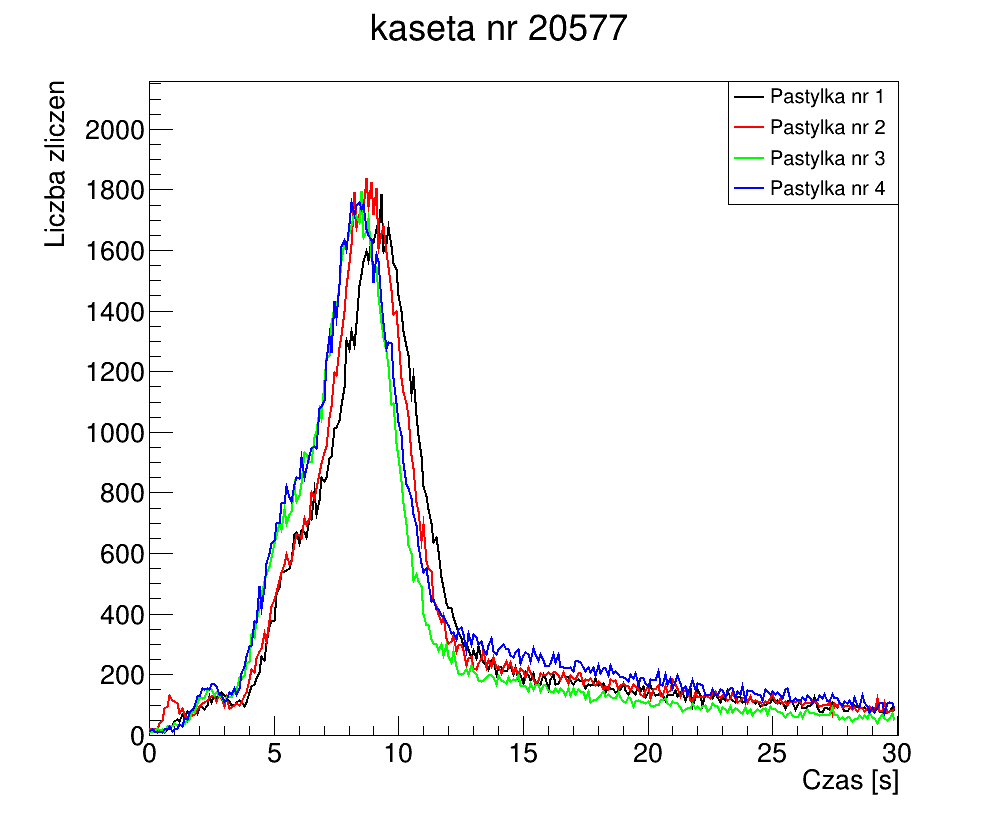 kaseta nr 20577
Liczba zliczen
Pastylka nr 1
Pastylka nr 2
Pastylka nr 3
Pastylka nr 4
2000
1800
1600
1400
1200
1000
800
600
400
200
0
0 5 10 15 20 25 30
Czas [s]